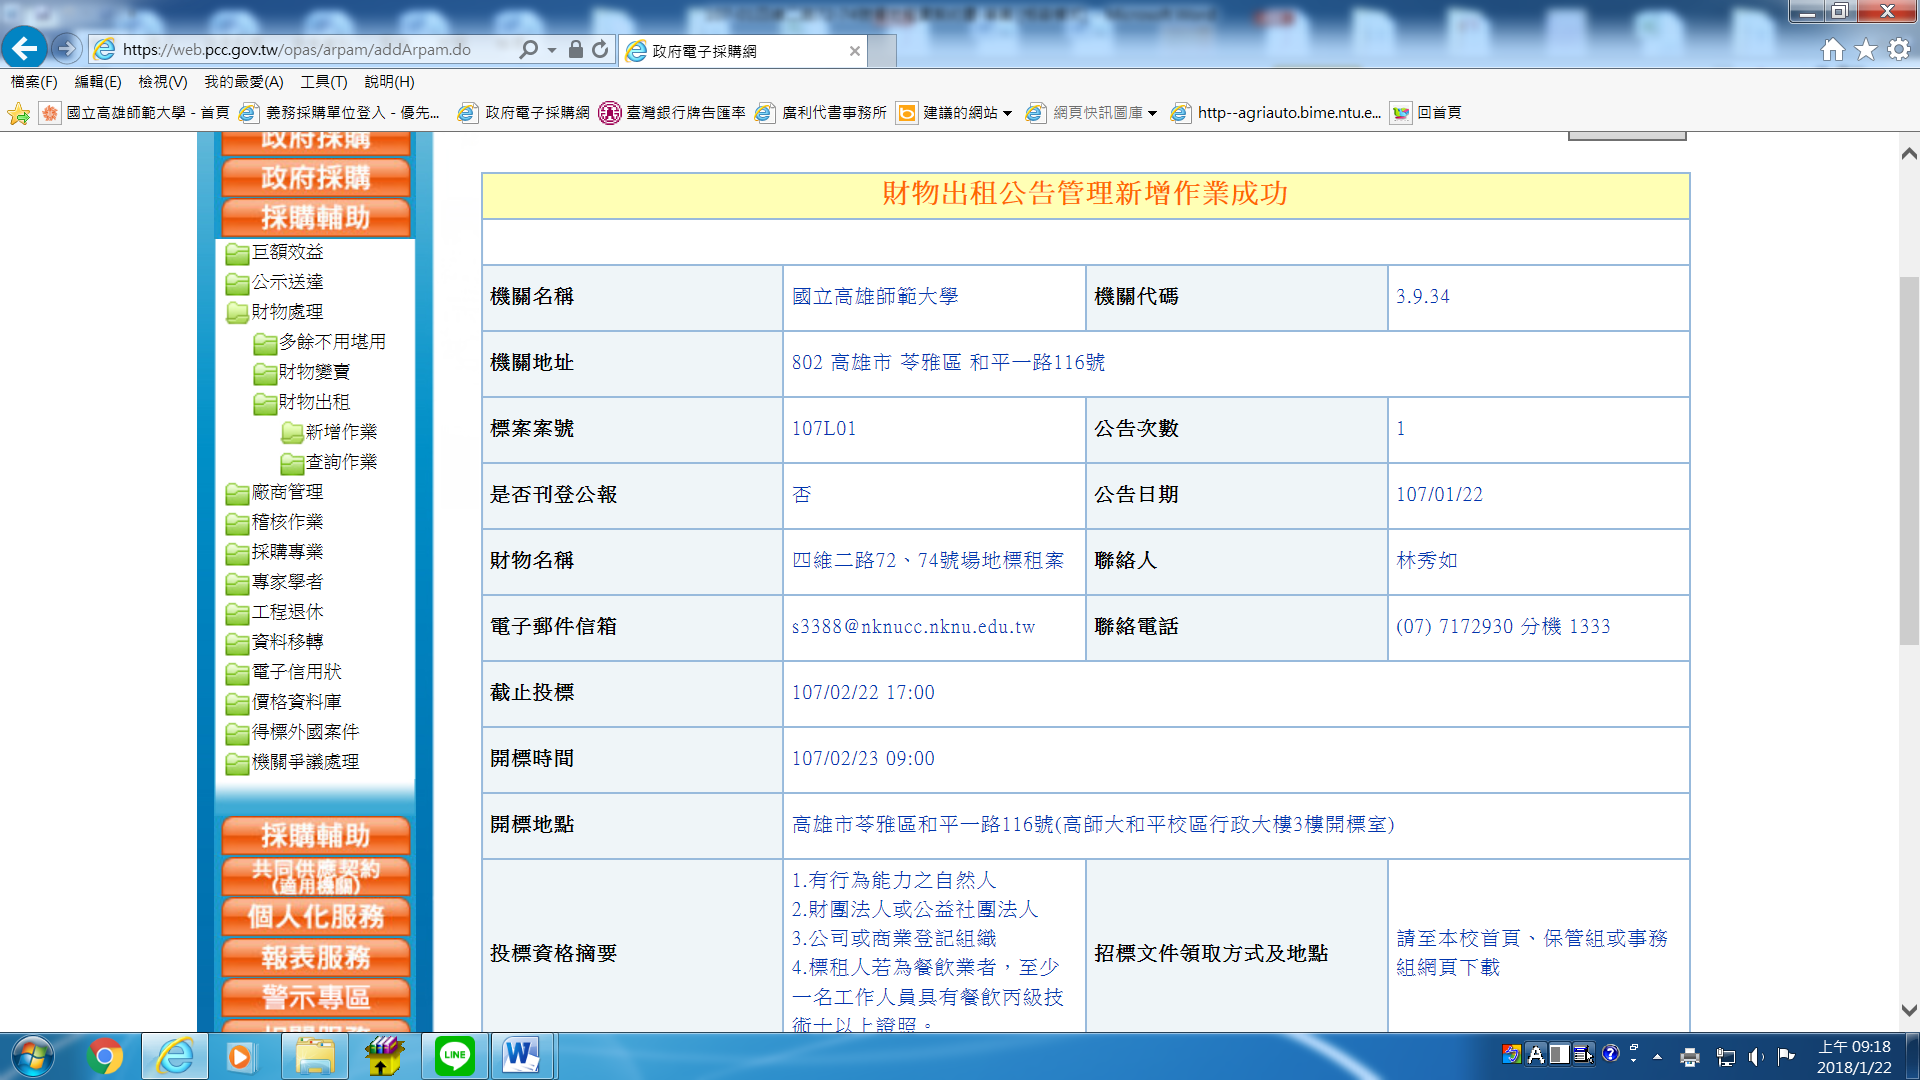 https://web.pcc.gov.tw/opas/arpam/addArpam.do
政府電子採購網
檔案(F) 編輯(E) 檢視(V) 我的最愛(A) 工具(T) 說明(H)
國立高雄師範大學 - 首頁 義務採購單位登入 - 優先... 政府電子採購網 臺灣銀行牌告匯率 廣利代書事務所 建議的網站 網頁快訊圖庫 http--agriauto.bime.ntu.e... 回首頁
政府採購
政府採購
採購輔助
巨額效益
公示送達
財物處理
多餘不用堪用
財物變賣
財物出租
新增作業
查詢作業
廠商管理
稽核作業
採購專業
專家學者
工程退休
資料移轉
電子信用狀
價格資料庫
得標外國案件
機關爭議處理
採購輔助
共同供應契約
(適用機關)
個人化服務
報表服務
警示專區
財物出租公告管理新增作業成功
機關名稱 國立高雄師範大學 機關代碼 3.9.34
機關地址 802 高雄市 苓雅區 和平一路116號
標案案號 107L01 公告次數 1
是否刊登公報 否 公告日期 107/01/22
財物名稱 四維二路72、74號場地標租案 聯絡人 林秀如
電子郵件信箱 s3388@nknucc.nknu.edu.tw 聯絡電話 (07) 7172930 分機 1333
截止投標 107/02/22 17:00
開標時間 107/02/23 09:00
開標地點 高雄市苓雅區和平一路116號(高師大和平校區行政大樓3樓開標室)
投標資格摘要
1.有行為能力之自然人
2.財團法人或公益社團法人
3.公司或商業登記組織
4.標租人若為餐飲業者，至少
一名工作人員具有餐飲丙級技
術士以上證照。
招標文件領取方式及地點
請至本校首頁、保管組或事務
組網頁下載
LINE
A
上午 09:18
2018/1/22